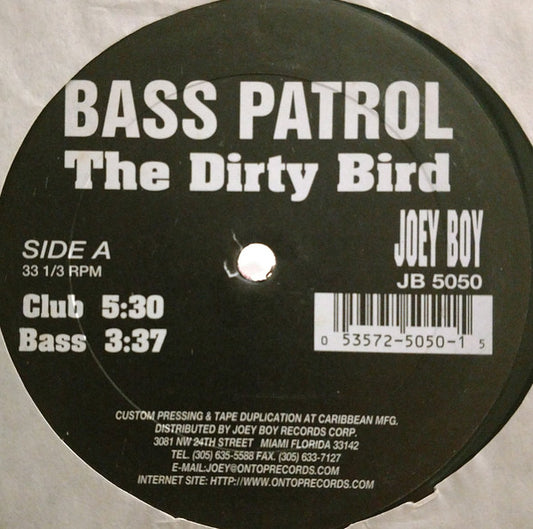 BASS PATROL
The Dirty Bird
SIDE A
33 1/3 RPM
Club 5:30
Bass 3:37
JOEY BOY
JB 5050
0 53572-5050-1 5
CUSTOM PRESSING & TAPE DUPLICATION AT CARIBBEAN MFG.
DISTRIBUTED BY JOEY BOY RECORDS CORP.
3081 NW 24TH STREET MIAMI FLORIDA 33142
TEL. (305) 635-5588 FAX. (305) 633-7127
E-MAIL:JOEY@ONTOPRECORDS.COM
INTERNET SITE: HTTP://WWW.ONTOPRECORDS.COM